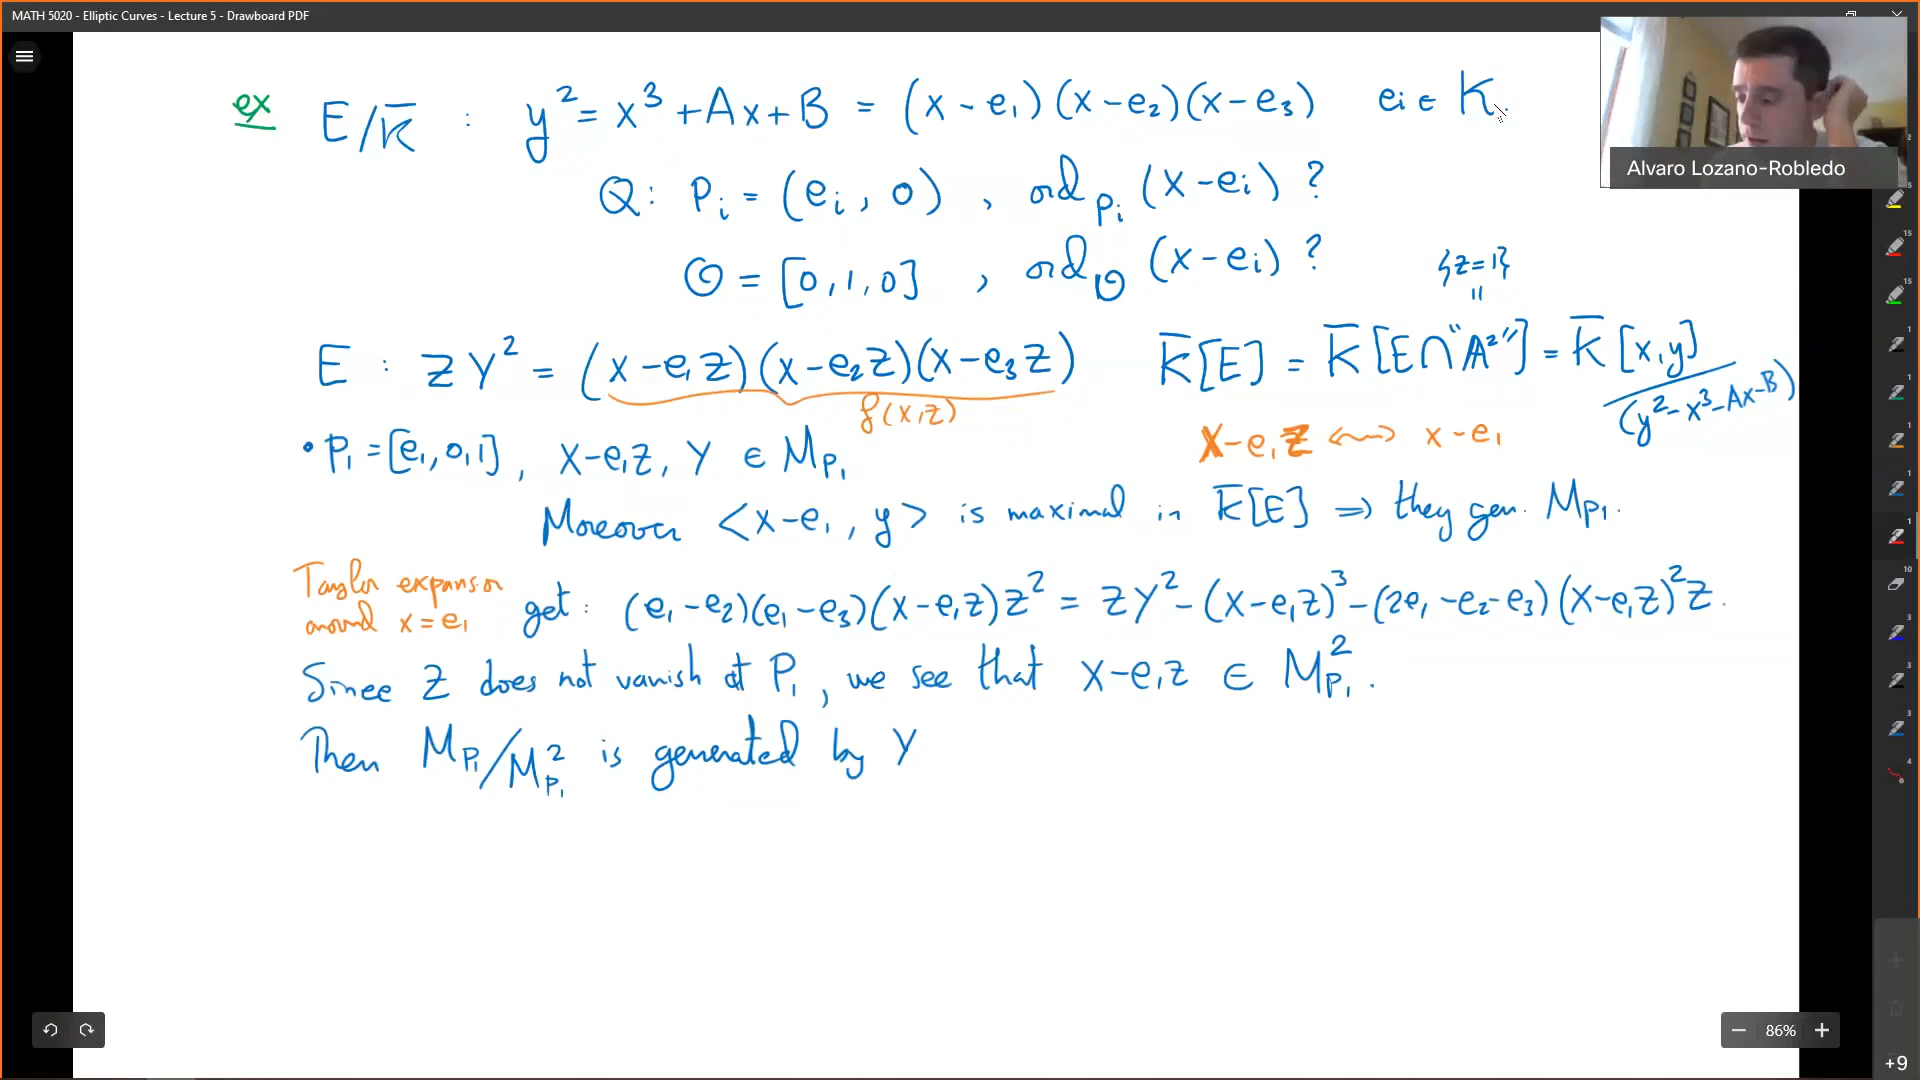 MATH 5020 - Elliptic Curves - Lecture 5 - Drawboard PDF
Alvaro Lozano-Robledo
ex E/K̅ : y² = x³ + Ax + B = (x - e₁)(x - e₂)(x - e₃) eᵢ ∈ K̅.
Q: Pᵢ = (eᵢ, 0), ord_Pᵢ (x - eᵢ) ?
O = [0, 1, 0], ord_O (x - eᵢ) ?
{z=1}
"
E : ZY² = (X - e₁Z)(X - e₂Z)(X - e₃Z) K̅[E] = K̅[E ∩ "A²"] = K̅[x,y] / (y² - x³ - Ax - B)
f(x,z)
• P₁ = [e₁, 0, 1], X - e₁Z, Y ∈ M_P₁
X - e₁Z ⟷ x - e₁
Moreover <x - e₁, y> is maximal in K̅[E] ⇒ they gen. M_P₁.
Taylor expansion
around x = e₁
get: (e₁ - e₂)(e₁ - e₃)(X - e₁Z)Z² = ZY² - (X - e₁Z)³ - (2e₁ - e₂ - e₃)(X - e₁Z)²Z.
Since Z does not vanish at P₁, we see that X - e₁Z ∈ M²_P₁.
Then M_P₁/M²_P₁ is generated by Y
86%
+9